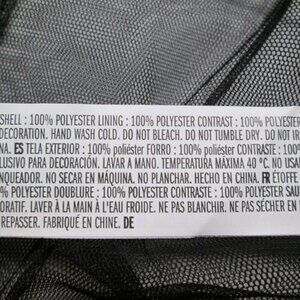 SHELL : 100% POLYESTER LINING : 100% POLYESTER CONTRAST : 100% POLYESTER
DECORATION. HAND WASH COLD. DO NOT BLEACH. DO NOT TUMBLE DRY. DO NOT IR
NA. ES TELA EXTERIOR : 100% poliéster FORRO : 100% poliéster CONTRASTE : 100%
LUSIVO PARA DECORACIÓN. LAVAR A MANO. TEMPERATURA MÁXIMA 40 °C. NO USAR
NQUEADOR. NO SECAR EN MÁQUINA. NO PLANCHAR. HECHO EN CHINA. FR ÉTOFFE
% POLYESTER DOUBLURE : 100% POLYESTER CONTRASTE : 100% POLYESTER SAU
ORATIF. LAVER À LA MAIN À L'EAU FROIDE. NE PAS BLANCHIR. NE PAS SÉCHER EN
REPASSER. FABRIQUÉ EN CHINE. DE